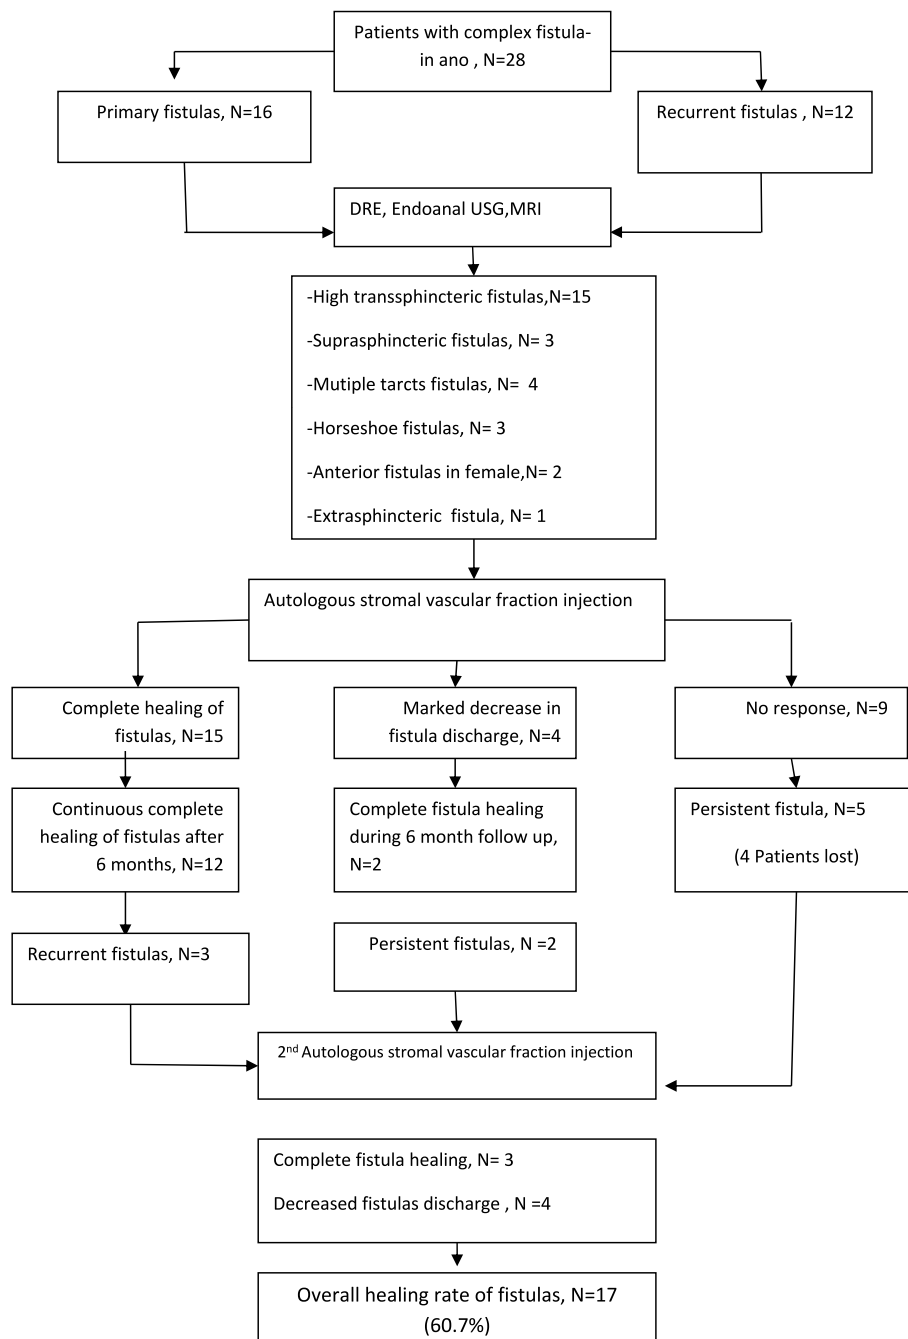 Patients with complex fistula-
in ano , N=28
Primary fistulas, N=16
Recurrent fistulas , N=12
DRE, Endoanal USG,MRI
-High transsphincteric fistulas,N=15
-Suprasphincteric fistulas, N= 3
-Mutiple tarcts fistulas, N=  4
-Horseshoe fistulas, N= 3
-Anterior fistulas in female,N= 2
-Extrasphincteric  fistula, N= 1
Autologous stromal vascular fraction injection
Complete healing of
fistulas, N=15
Marked decrease in
fistula discharge, N=4
No response, N=9
Continuous complete
healing of fistulas after
6 months, N=12
Complete fistula healing
during 6 month follow up,
N=2
Persistent fistula, N=5
(4 Patients lost)
Recurrent fistulas, N=3
Persistent fistulas, N =2
2nd Autologous stromal vascular fraction injection
Complete fistula healing, N= 3
Decreased fistulas discharge , N =4
Overall healing rate of fistulas, N=17
(60.7%)